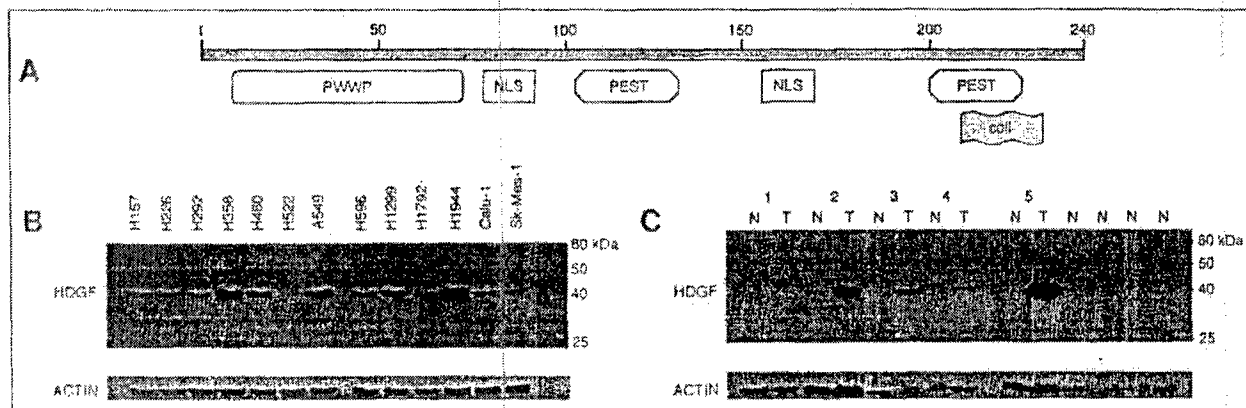 1 50 100 150 200 240
A
PWWP NLS PEST NLS PEST
coil
B
H157 H226 H292 H358 H460 H522 A549 H596 H1299 H1792 H1944 Calu-1 Sk-Mes-1
HDGF
60 kDa
50
40
25
ACTIN
C
1 2 3 4 5
N T N T N T N T N T N N N N
HDGF
60 kDa
50
40
25
ACTIN